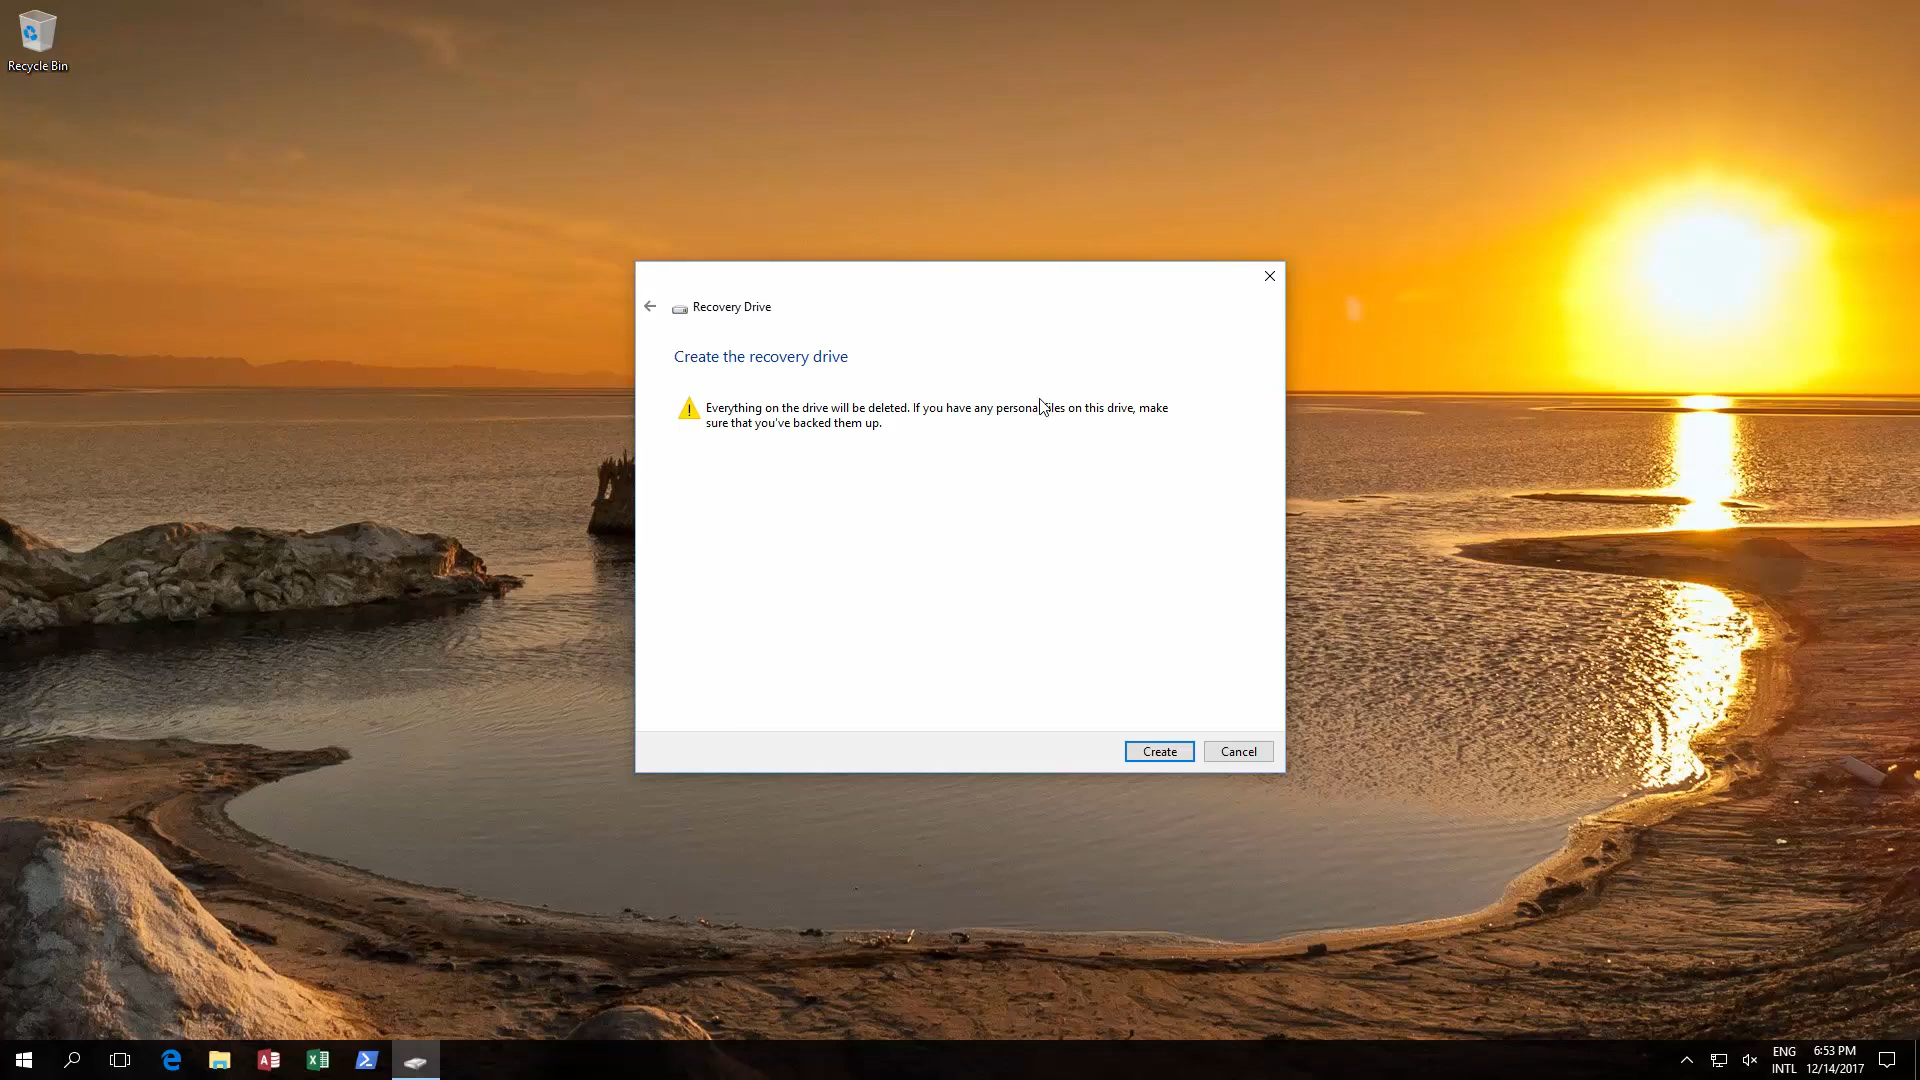 Recycle Bin
Recovery Drive
Create the recovery drive
Everything on the drive will be deleted. If you have any persona iles on this drive, make
sure that you've backed them up.
Create
Cancel
ENG
INTL
6:53 PM
12/14/2017